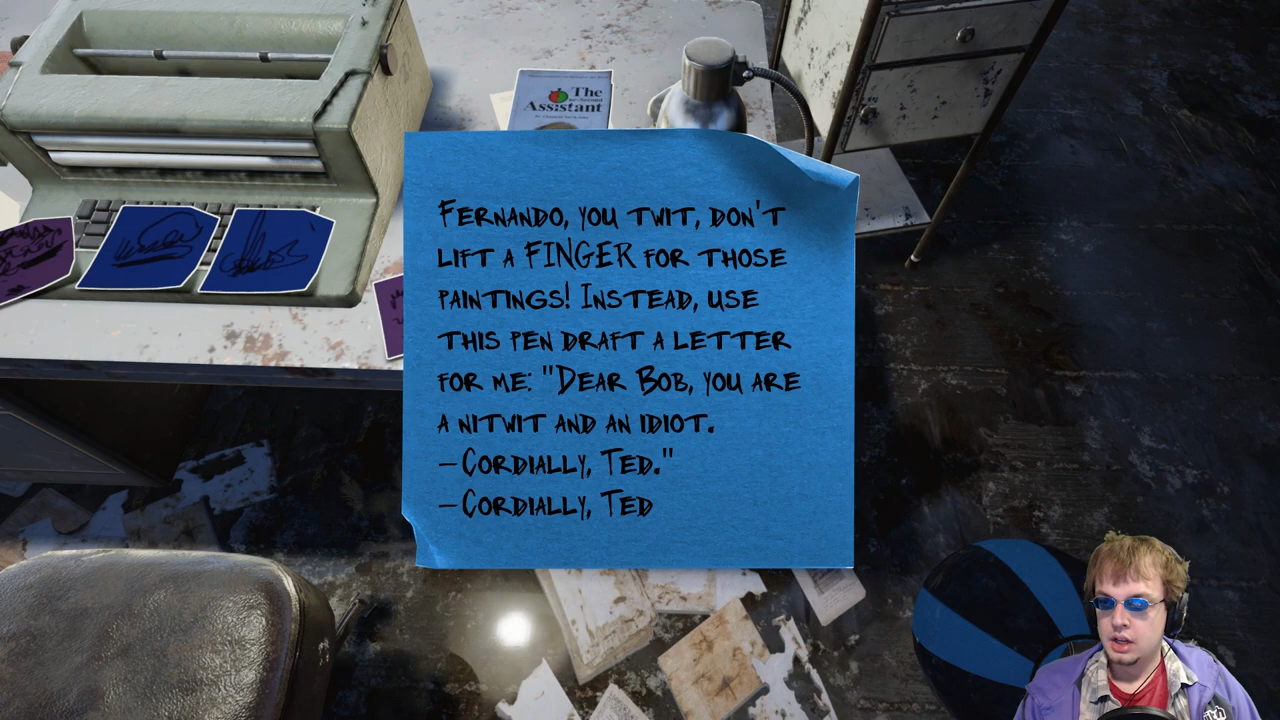 The
Assistant
Fernando, you twit, don't
lift a FINGER for those
paintings! Instead, use
this pen draft a letter
for me: "Dear Bob, you are
a nitwit and an idiot.
—Cordially, Ted."
—Cordially, Ted